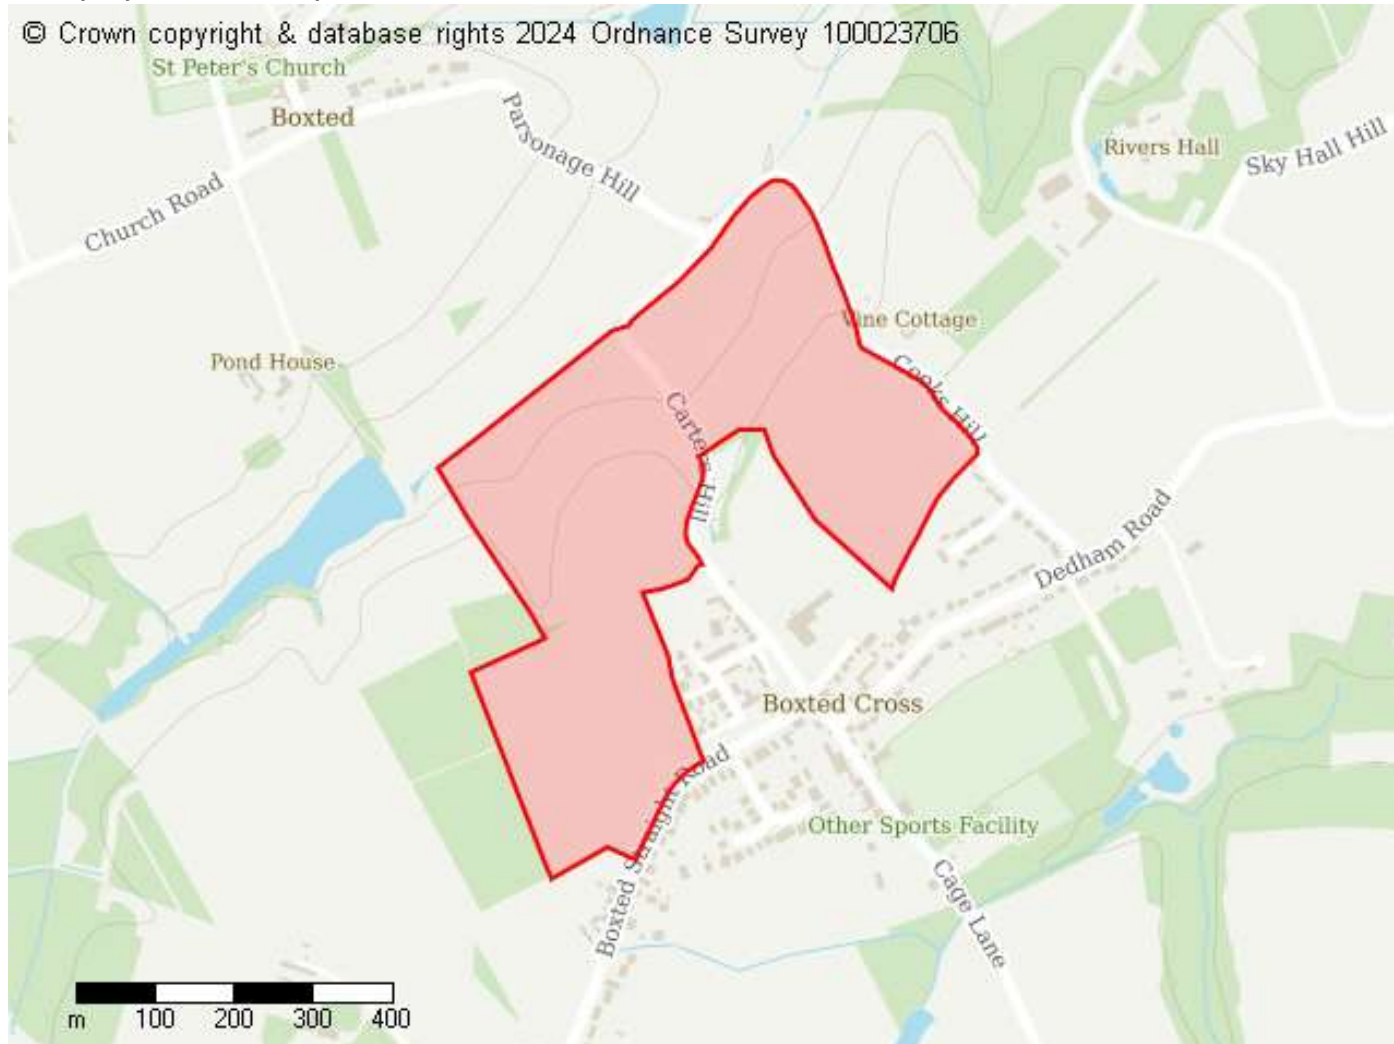 © Crown copyright & database rights 2024 Ordnance Survey 100023706
St Peter's Church
Boxted
Parsonage Hill
Rivers Hall
Sky Hall Hill
Church Road
Vine Cottage
Pond House
Cooks Hill
Carters Hill
Dedham Road
Boxted Cross
Boxted Straight Road
Other Sports Facility
Cage Lane
m 100 200 300 400